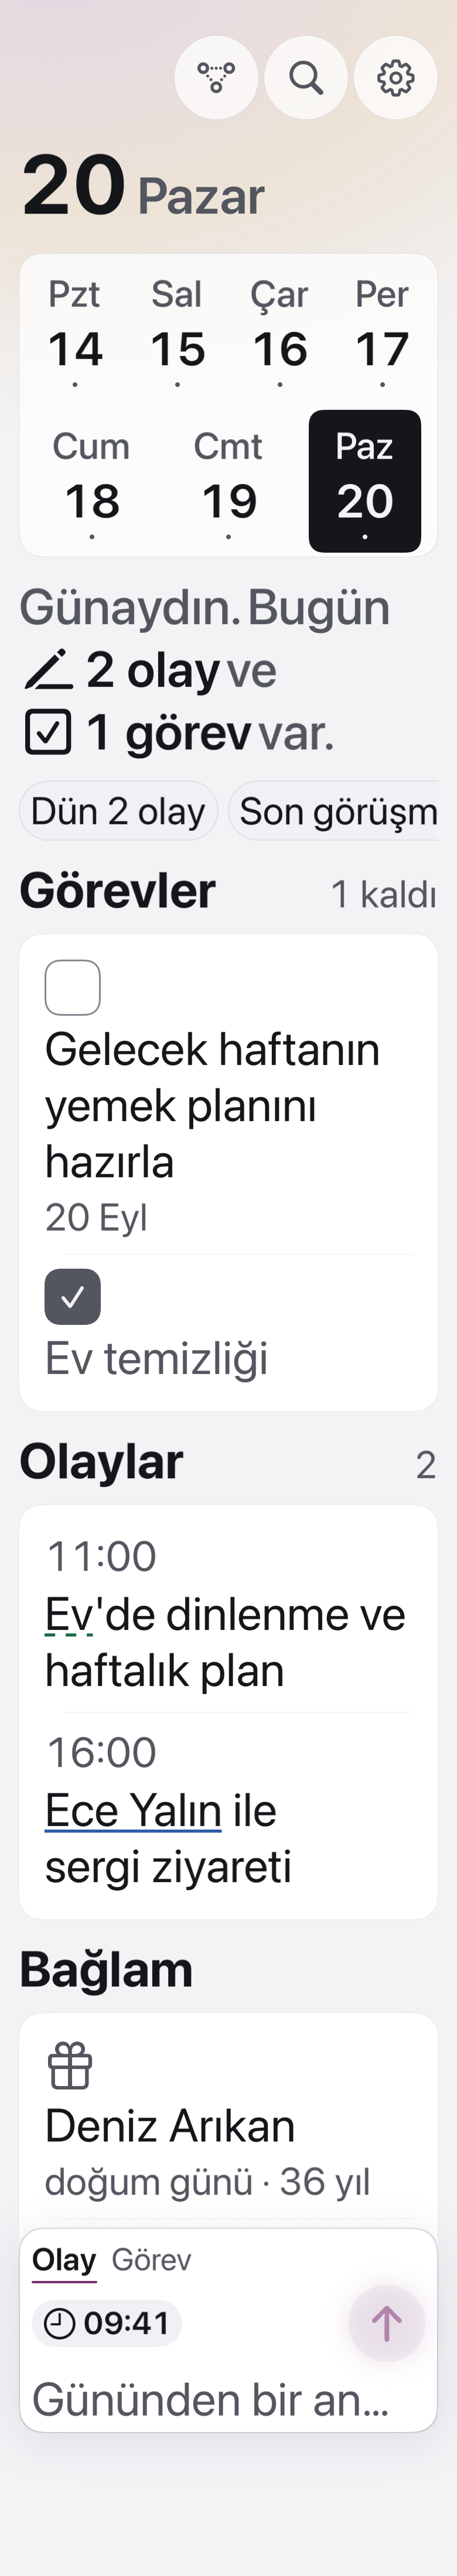 20 Pazar
Pzt Sal Çar Per
14 15 16 17
Cum Cmt Paz
18 19 20
Günaydın. Bugün
2 olay ve
1 görev var.
Dün 2 olay Son görüşm
Görevler 1 kaldı
Gelecek haftanın
yemek planını
hazırla
20 Eyl
Ev temizliği
Olaylar 2
11:00
Ev'de dinlenme ve
haftalık plan
16:00
Ece Yalın ile
sergi ziyareti
Bağlam
Deniz Arıkan
doğum günü · 36 yıl
Olay Görev
09:41
Gününden bir an...